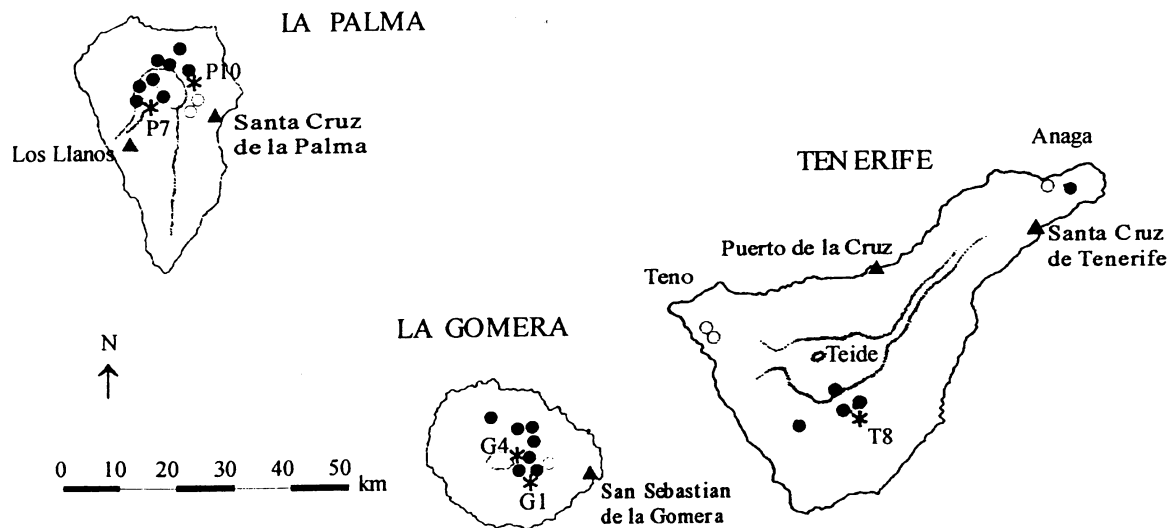 LA PALMA
P10
P7
Santa Cruz
de la Palma
Los Llanos
TENERIFE
Anaga
Santa Cruz
de Tenerife
Puerto de la Cruz
Teno
Teide
T8
LA GOMERA
G4
G1
San Sebastian
de la Gomera
N
0 10 20 30 40 50
km